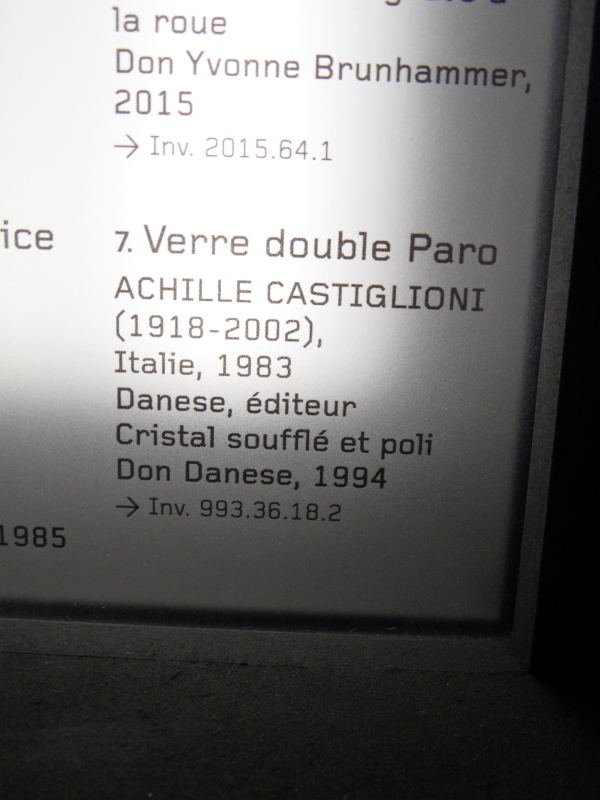 la roue
Don Yvonne Brunhammer,
2015
→ Inv. 2015.64.1
ice
7. Verre double Paro
ACHILLE CASTIGLIONI
(1918-2002),
Italie, 1983
Danese, éditeur
Cristal soufflé et poli
Don Danese, 1994
→ Inv. 993.36.18.2
1985